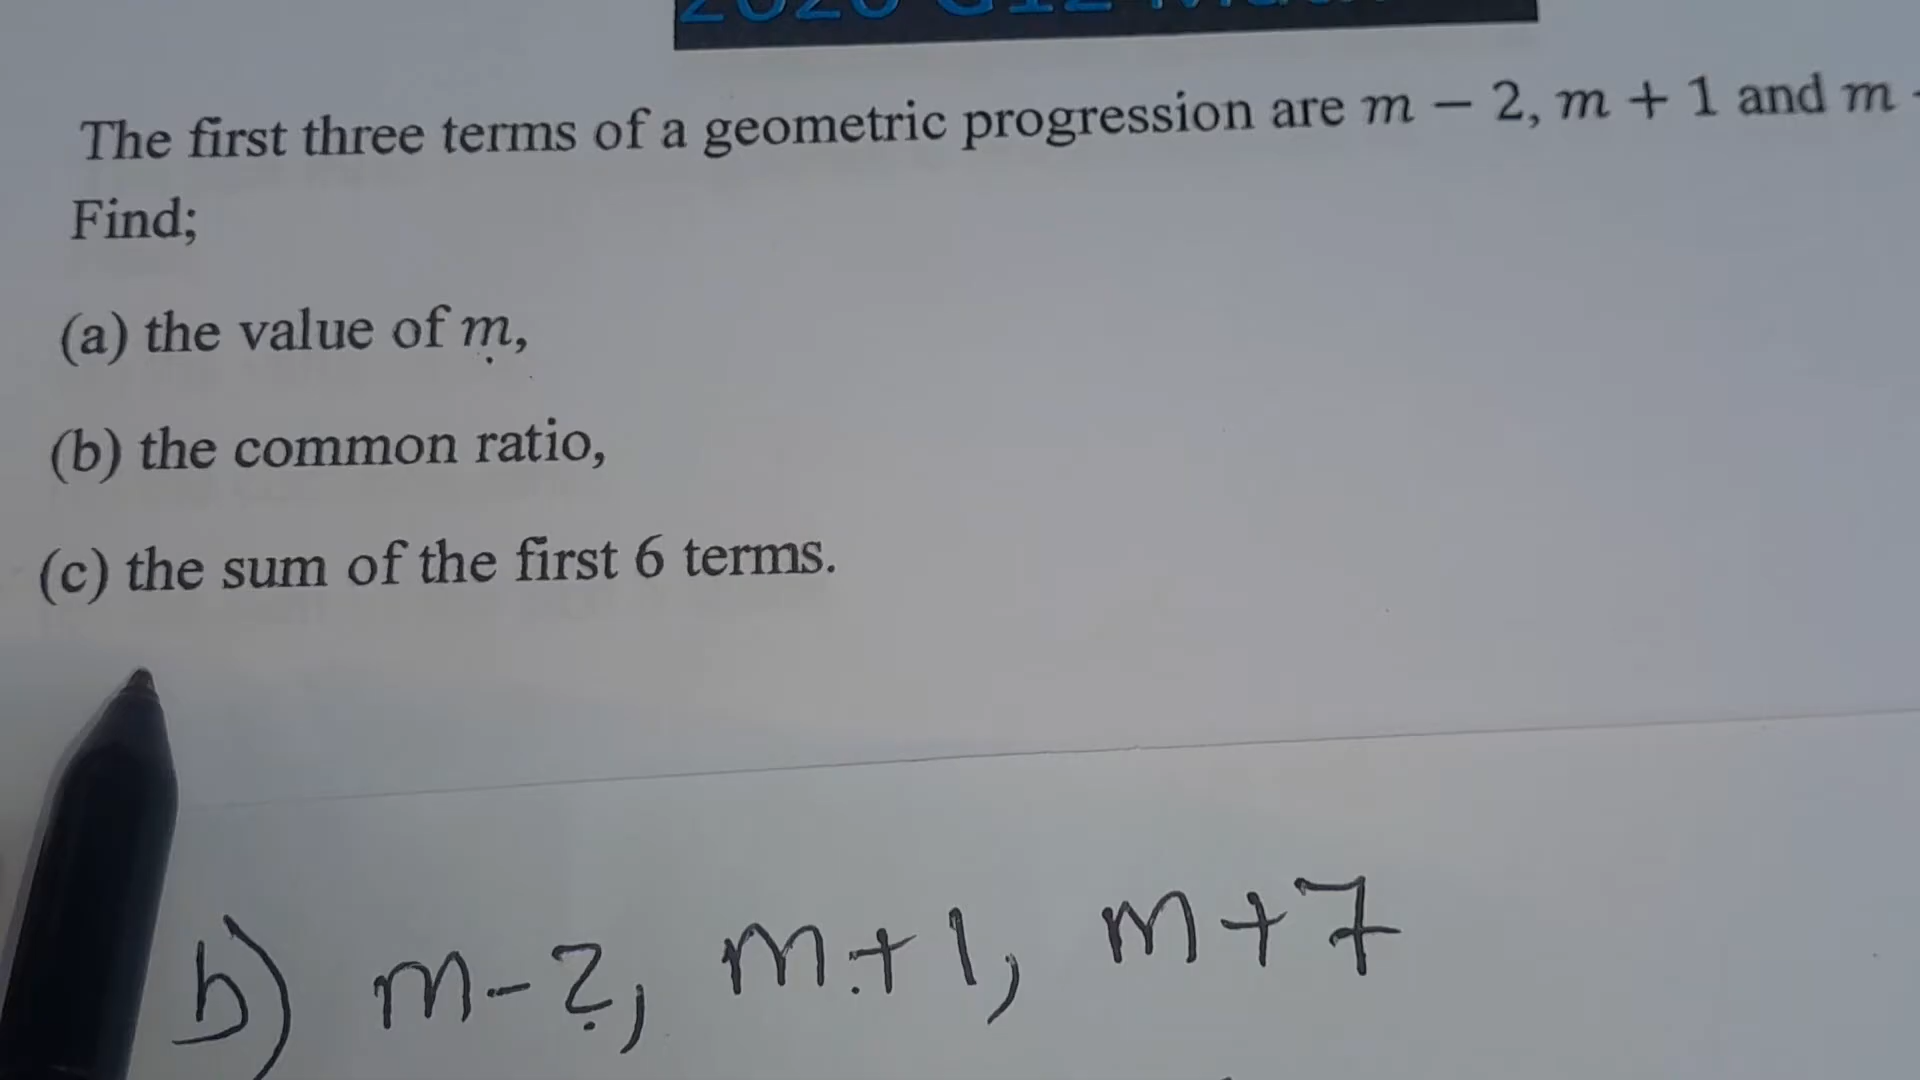 The first three terms of a geometric progression are m − 2, m + 1 and m
Find;
(a) the value of m,
(b) the common ratio,
(c) the sum of the first 6 terms.
b) m-2, m+1, m+7